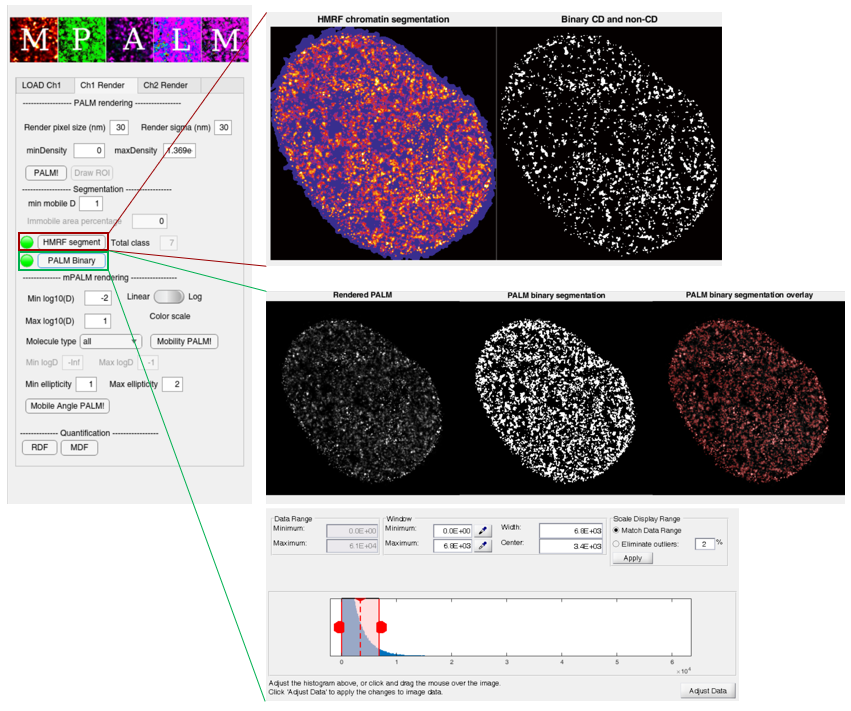 M P A L M
LOAD Ch1 Ch1 Render Ch2 Render
----------------- PALM rendering ----------------
Render pixel size (nm) 30 Render sigma (nm) 30
minDensity 0 maxDensity 1.369e
PALM! Draw ROI
----------------- Segmentation ----------------
min mobile D 1
Immobile area percentage 0
HMRF segment Total class 7
PALM Binary
------------- mPALM rendering ----------------
Min log10(D) -2 Linear Log
Max log10(D) 1 Color scale
Molecule type all Mobility PALM!
Min logD -Inf Max logD -1
Min ellipticity 1 Max ellipticity 2
Mobile Angle PALM!
------------- Quantification ----------------
RDF MDF
HMRF chromatin segmentation Binary CD and non-CD
Rendered PALM PALM binary segmentation PALM binary segmentation overlay
Data Range Window Scale Display Range
Minimum: 0.0E+00 Minimum: 0.0E+00 Width: 6.8E+03 Match Data Range
Maximum: 6.1E+04 Maximum: 6.8E+03 Center: 3.4E+03 Eliminate outliers: 2 %
Apply
0 1 2 3 4 5 6
×10⁴
Adjust the histogram above, or click and drag the mouse over the image.
Click 'Adjust Data' to apply the changes to image data.
Adjust Data